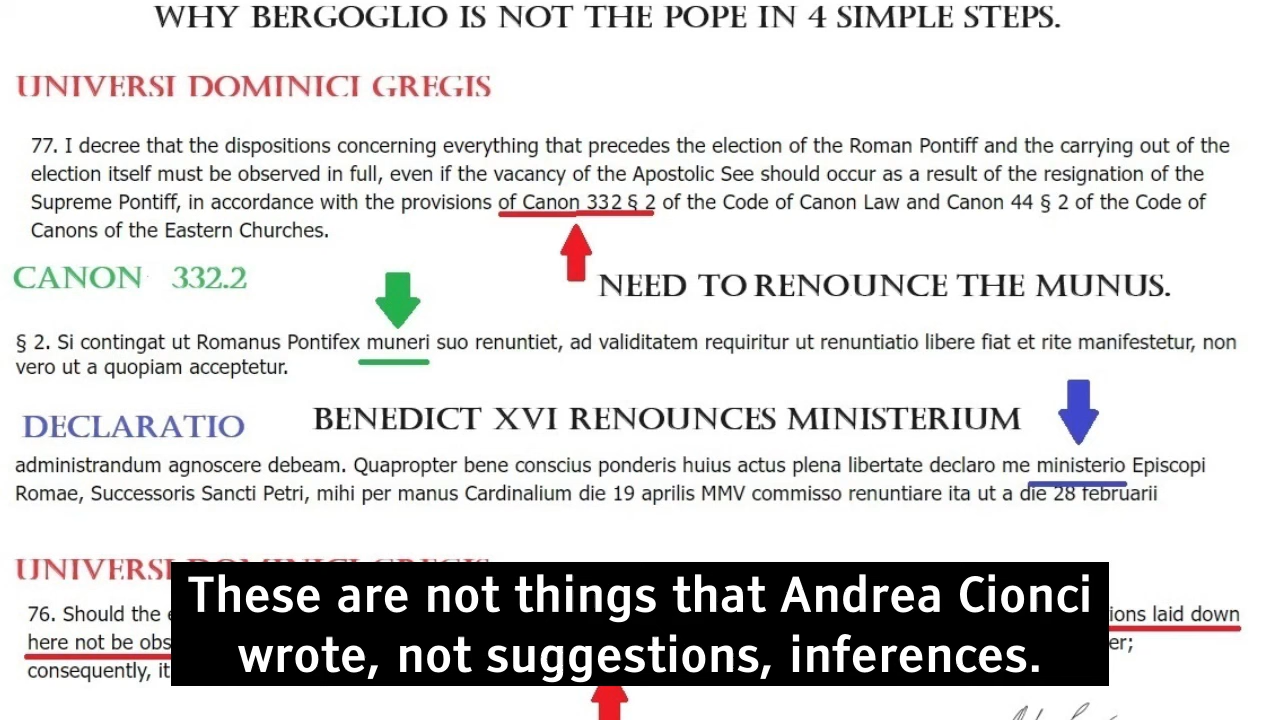 WHY BERGOGLIO IS NOT THE POPE IN 4 SIMPLE STEPS.
UNIVERSI DOMINICI GREGIS
77. I decree that the dispositions concerning everything that precedes the election of the Roman Pontiff and the carrying out of the
election itself must be observed in full, even if the vacancy of the Apostolic See should occur as a result of the resignation of the
Supreme Pontiff, in accordance with the provisions of Canon 332 § 2 of the Code of Canon Law and Canon 44 § 2 of the Code of
Canons of the Eastern Churches.
CANON 332.2
NEED TO RENOUNCE THE MUNUS.
§ 2. Si contingat ut Romanus Pontifex muneri suo renuntiet, ad validitatem requiritur ut renuntiatio libere fiat et rite manifestetur, non
vero ut a quopiam acceptetur.
DECLARATIO
BENEDICT XVI RENOUNCES MINISTERIUM
administrandum agnoscere debeam. Quapropter bene conscius ponderis huius actus plena libertate declaro me ministerio Episcopi
Romae, Successoris Sancti Petri, mihi per manus Cardinalium die 19 aprilis MMV commisso renuntiare ita ut a die 28 februarii
UNIVERSI DOMINICI GREGIS
76. Should the
laid down
here not be
consequently, it
These are not things that Andrea Cionci
wrote, not suggestions, inferences.